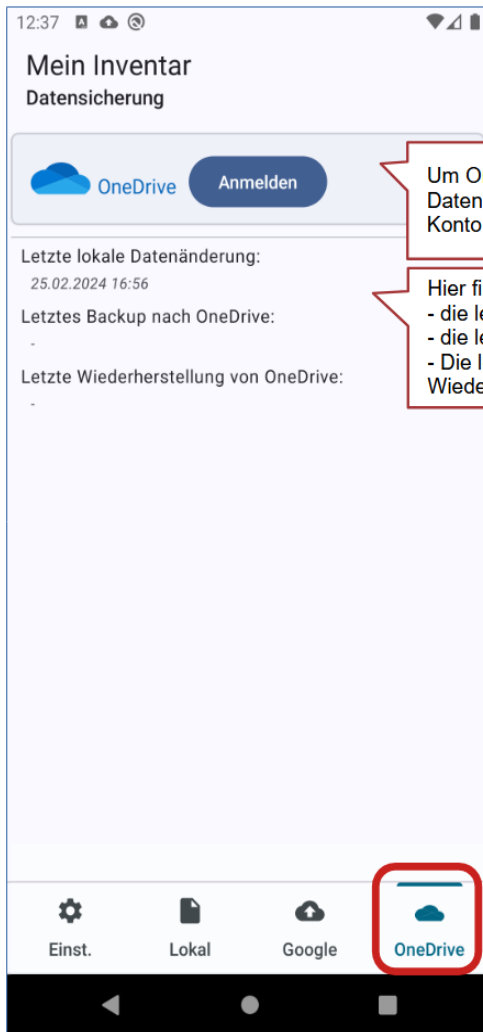 12:37
Mein Inventar
Datensicherung
OneDrive
Anmelden
Um O
Daten
Konto
Letzte lokale Datenänderung:
25.02.2024 16:56
Letztes Backup nach OneDrive:
-
Letzte Wiederherstellung von OneDrive:
-
Hier fi
- die le
- die le
- Die l
Wiede
Einst.
Lokal
Google
OneDrive